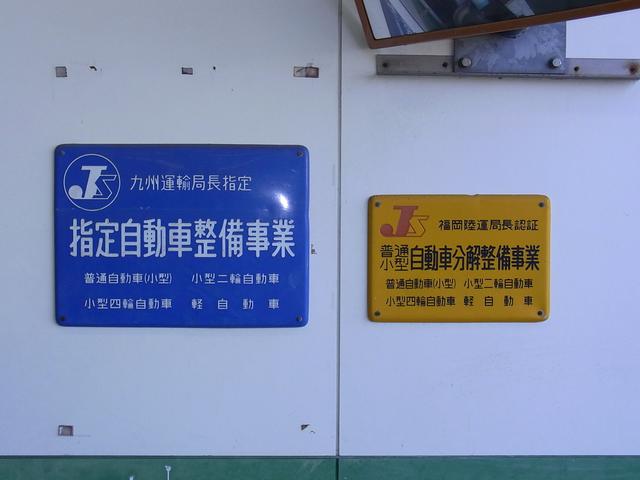 JS 九州運輸局長指定
指定自動車整備事業
普通自動車(小型) 小型二輪自動車
小型四輪自動車 軽自動車
JS 福岡陸運局長認証
普通小型自動車分解整備事業
普通自動車(小型) 小型二輪自動車
小型四輪自動車 軽自動車